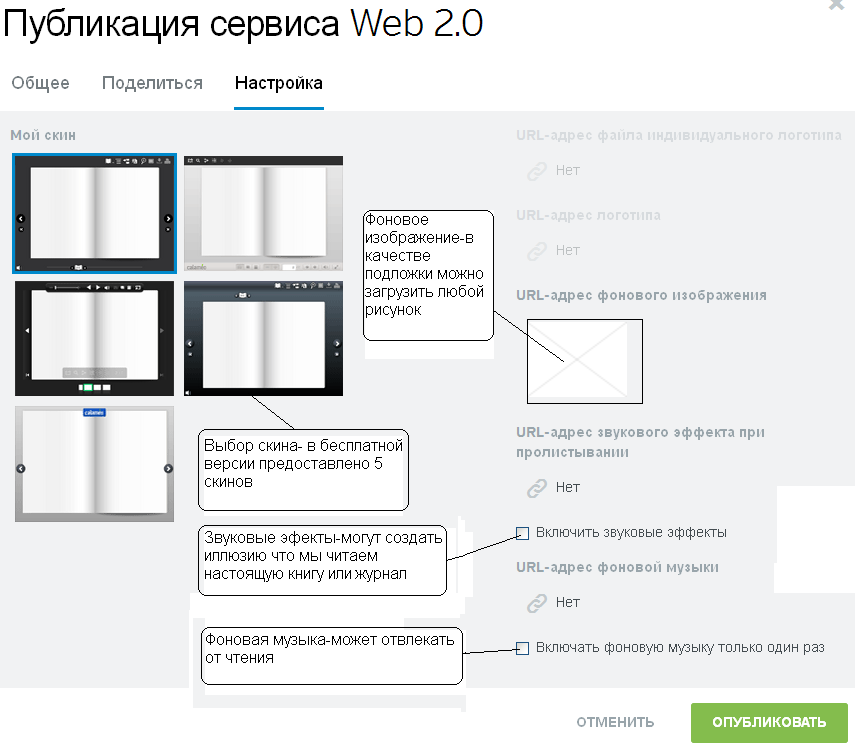 Публикация сервиса Web 2.0
Общее Поделиться Настройка
Мой скин
calaméo
calaméo
Фоновое
изображение-в
качестве
подложки можно
загрузить любой
рисунок
Выбор скина- в бесплатной
версии предоставлено 5
скинов
Звуковые эфекты-могут создать
иллюзию что мы читаем
настоящую книгу или журнал
Фоновая музыка-может отвлекать
от чтения
URL-адрес файла индивидуального логотипа
Нет
URL-адрес логотипа
Нет
URL-адрес фонового изображения
URL-адрес звукового эффекта при
пролистывании
Нет
Включить звуковые эффекты
URL-адрес фоновой музыки
Нет
Включать фоновую музыку только один раз
ОТМЕНИТЬ ОПУБЛИКОВАТЬ